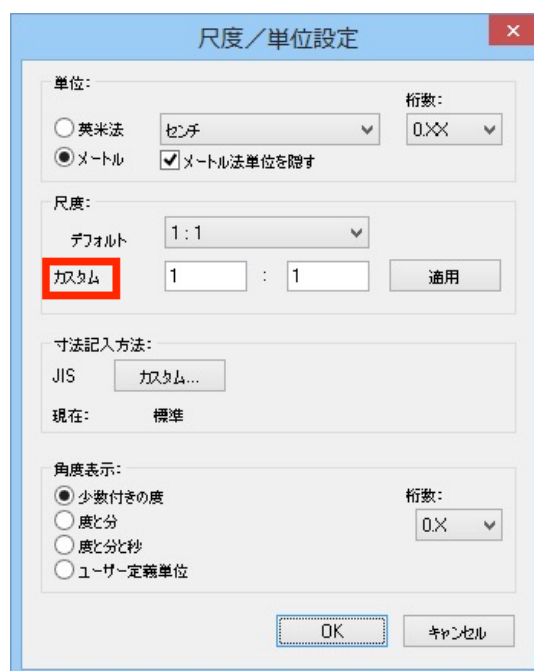 尺度／単位設定
単位:
桁数:
英米法
センチ
0.XX
メートル
メートル法単位を隠す
尺度:
デフォルト
1:1
カスタム
1 : 1
適用
寸法記入方法:
JIS
カスタム...
現在:
標準
角度表示:
少数付きの度
桁数:
度と分
0.X
度と分と秒
ユーザー定義単位
OK
キャンセル